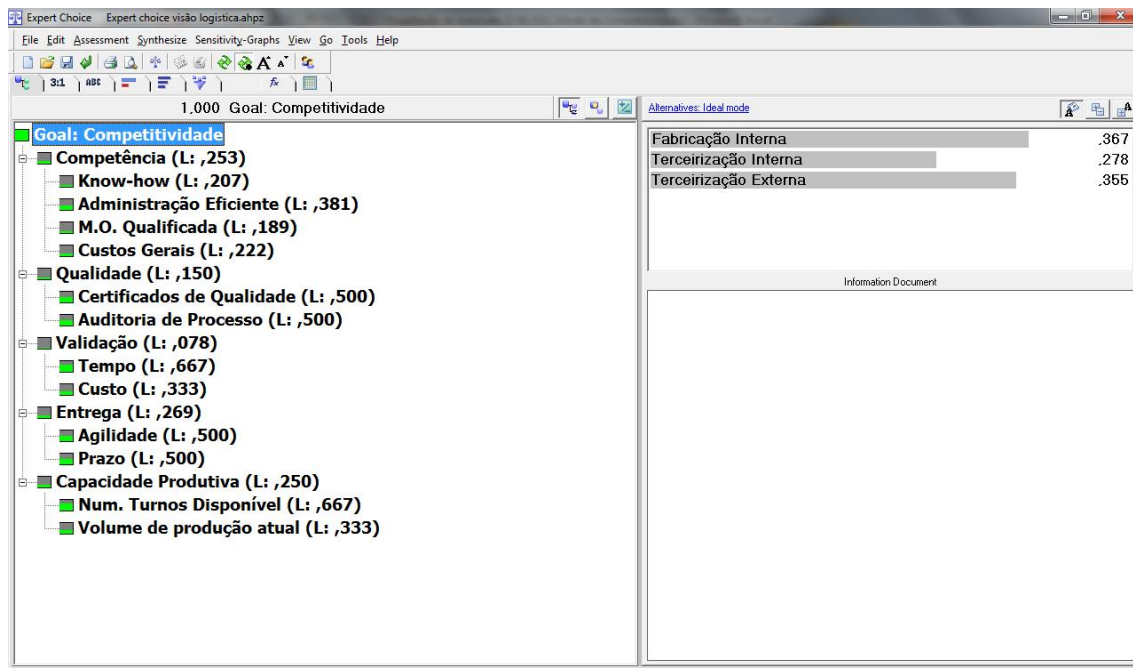 Expert Choice Expert choice visão logistica.ahpz
File Edit Assessment Synthesize Sensitivity-Graphs View Go Tools Help
3:1 ABC fx
1,000 Goal: Competitividade
Alternatives: Ideal mode
Goal: Competitividade
Competência (L: ,253)
Know-how (L: ,207)
Administração Eficiente (L: ,381)
M.O. Qualificada (L: ,189)
Custos Gerais (L: ,222)
Qualidade (L: ,150)
Certificados de Qualidade (L: ,500)
Auditoria de Processo (L: ,500)
Validação (L: ,078)
Tempo (L: ,667)
Custo (L: ,333)
Entrega (L: ,269)
Agilidade (L: ,500)
Prazo (L: ,500)
Capacidade Produtiva (L: ,250)
Num. Turnos Disponível (L: ,667)
Volume de produção atual (L: ,333)
Fabricação Interna ,367
Terceirização Interna ,278
Terceirização Externa ,355
Information Document